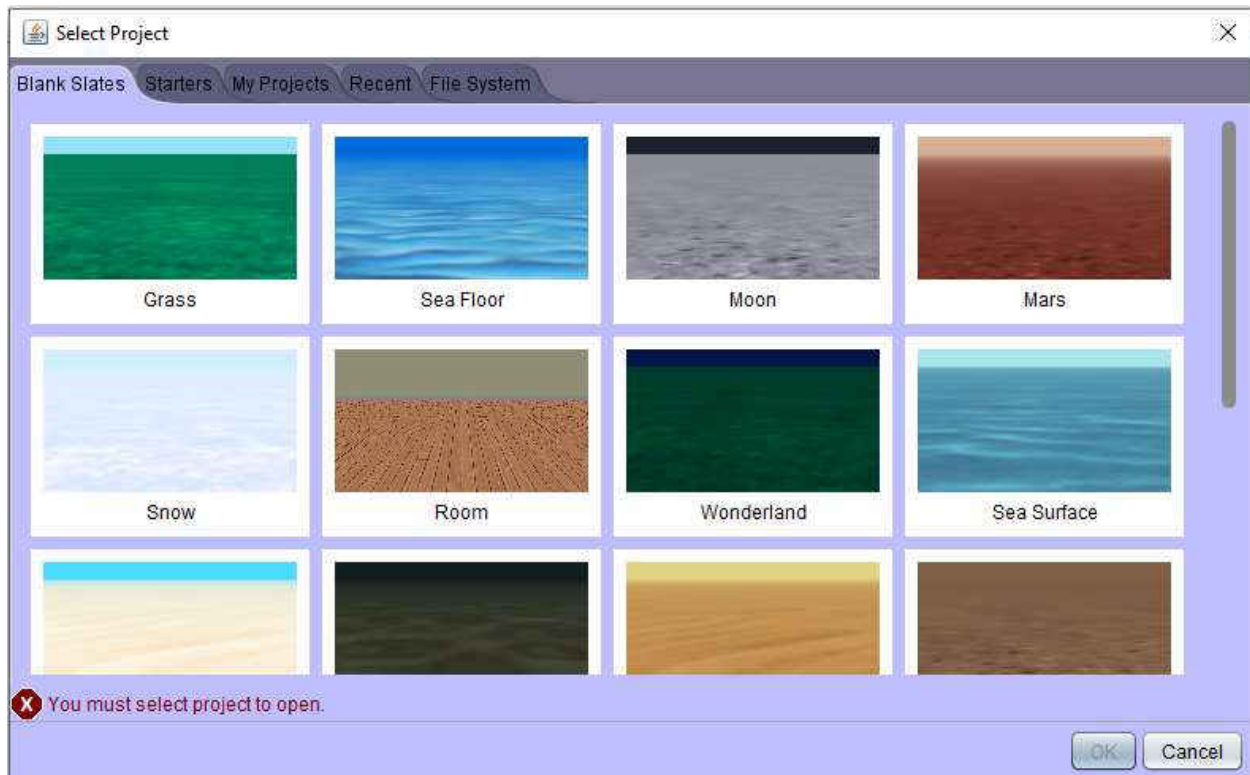 Select Project
Blank Slates Starters My Projects Recent File System
Grass Sea Floor Moon Mars
Snow Room Wonderland Sea Surface
X You must select project to open.
OK Cancel